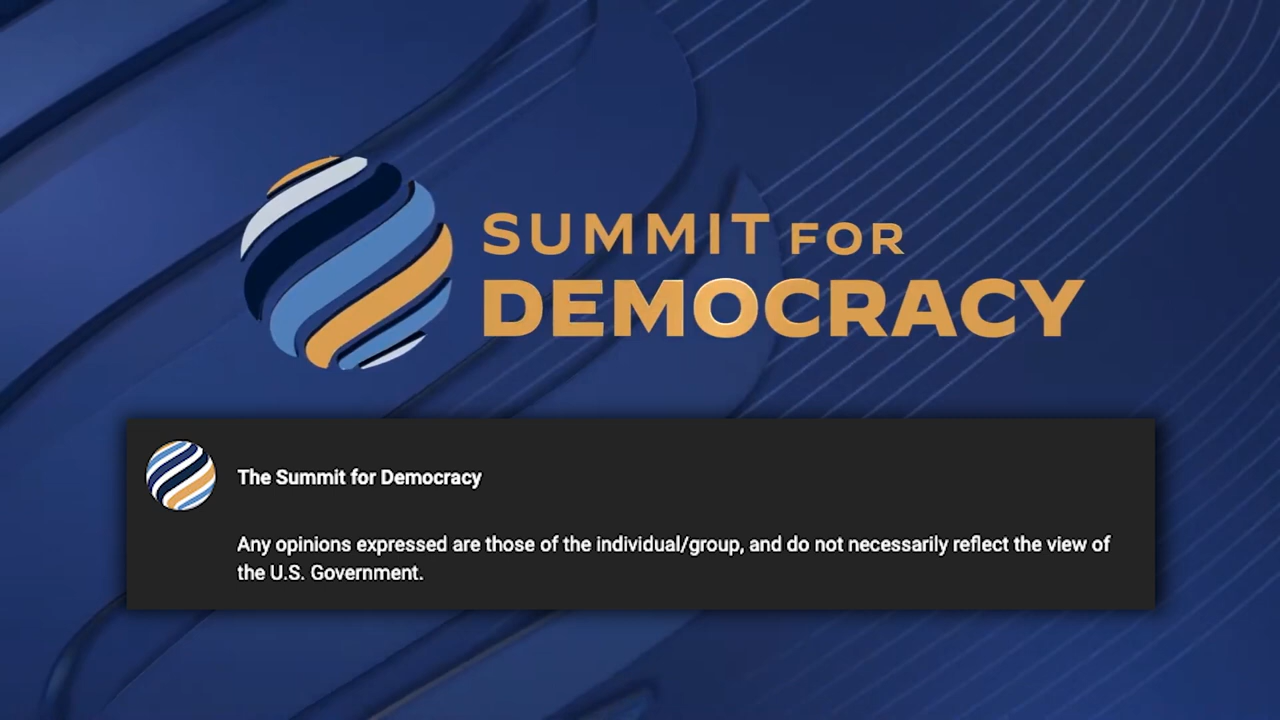 SUMMIT FOR
DEMOCRACY
The Summit for Democracy
Any opinions expressed are those of the individual/group, and do not necessarily reflect the view of
the U.S. Government.